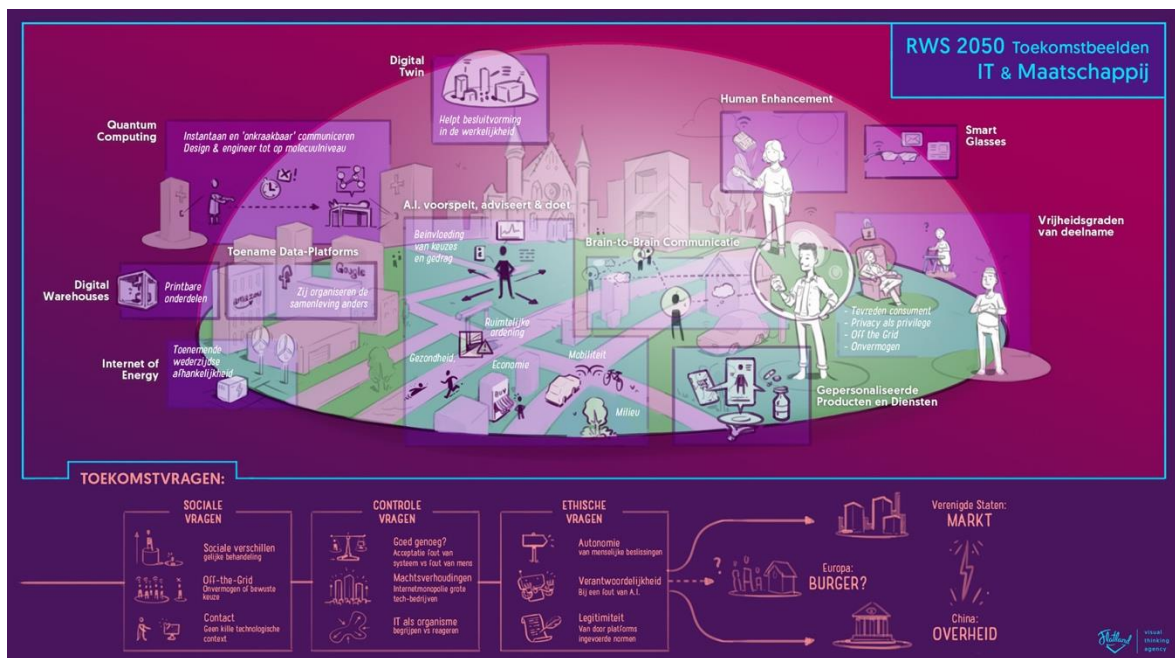 RWS 2050 Toekomstbeelden
IT & Maatschappij
Digital
Twin
Helpt besluitvorming
in de werkelijkheid
Human Enhancement
Smart
Glasses
Quantum
Computing
Instantaan en 'onkraakbaar' communiceren
Design & engineer tot op molecuulniveau
A.I. voorspelt, adviseert & doet
Beïnvloeding
van keuzes
en gedrag
Brain-to-Brain Communicatie
Vrijheidsgraden
van deelname
- Tevreden consument
- Privacy als privilege
- Off the Grid
- Onvermogen
Toename Data-Platforms
Google
Zij organiseren de
samenleving anders
Digital
Warehouses
Printbare
onderdelen
Internet of
Energy
Toenemende
wederzijdse
afhankelijkheid
Ruimtelijke
ordening
Gezondheid
Economie
Mobiliteit
Milieu
Gepersonaliseerde
Producten en Diensten
TOEKOMSTVRAGEN:
SOCIALE
VRAGEN
Sociale verschillen
gelijke behandeling
Off-the-Grid
Onvermogen of bewuste
keuze
Contact
Geen kille technologische
context
CONTROLE
VRAGEN
Goed genoeg?
Acceptatie fout van
systeem vs fout van mens
Machtsverhoudingen
Internetmonopolie grote
tech-bedrijven
IT als organisme
begrijpen vs reageren
ETHISCHE
VRAGEN
Autonomie
van menselijke beslissingen
Verantwoordelijkheid
Bij een fout van A.I.
Legitimiteit
Van door platforms
ingevoerde normen
Verenigde Staten:
MARKT
Europa:
BURGER?
China:
OVERHEID
Flatland
visual
thinking
agency